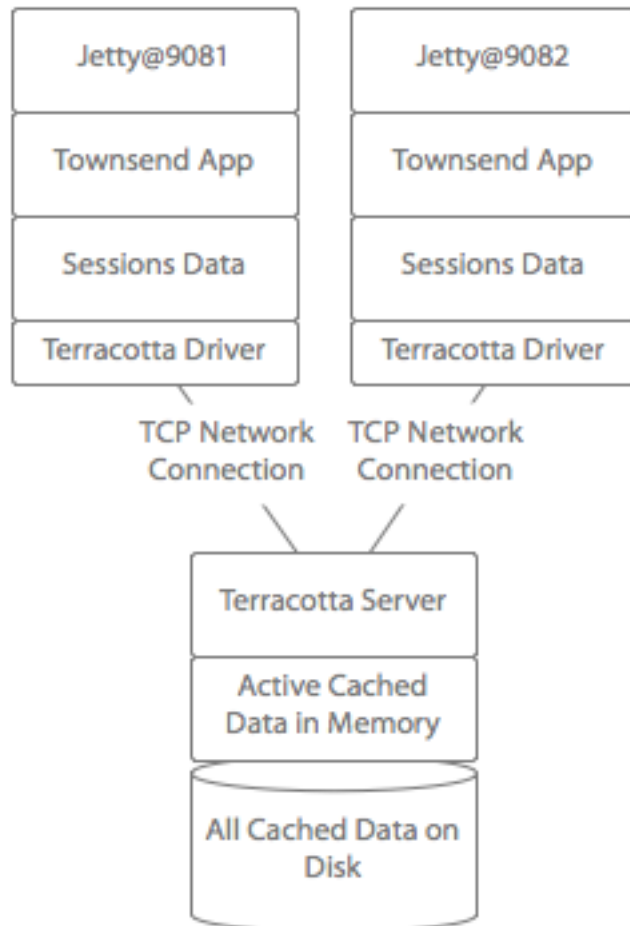 Jetty@9081
Townsend App
Sessions Data
Terracotta Driver
Jetty@9082
Townsend App
Sessions Data
Terracotta Driver
TCP Network
Connection
TCP Network
Connection
Terracotta Server
Active Cached
Data in Memory
All Cached Data on
Disk